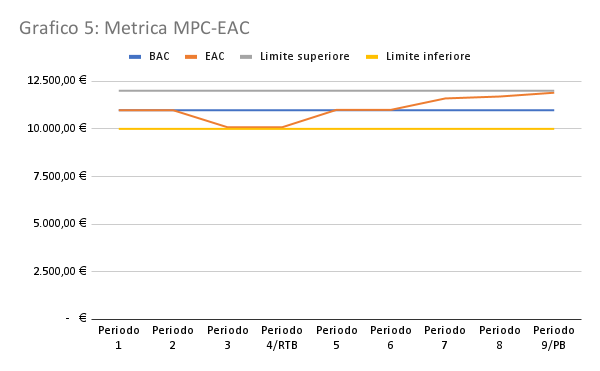 Grafico 5: Metrica MPC-EAC
BAC EAC Limite superiore Limite inferiore
12.500,00 €
10.000,00 €
7.500,00 €
5.000,00 €
2.500,00 €
- €
Periodo 1
Periodo 2
Periodo 3
Periodo 4/RTB
Periodo 5
Periodo 6
Periodo 7
Periodo 8
Periodo 9/PB